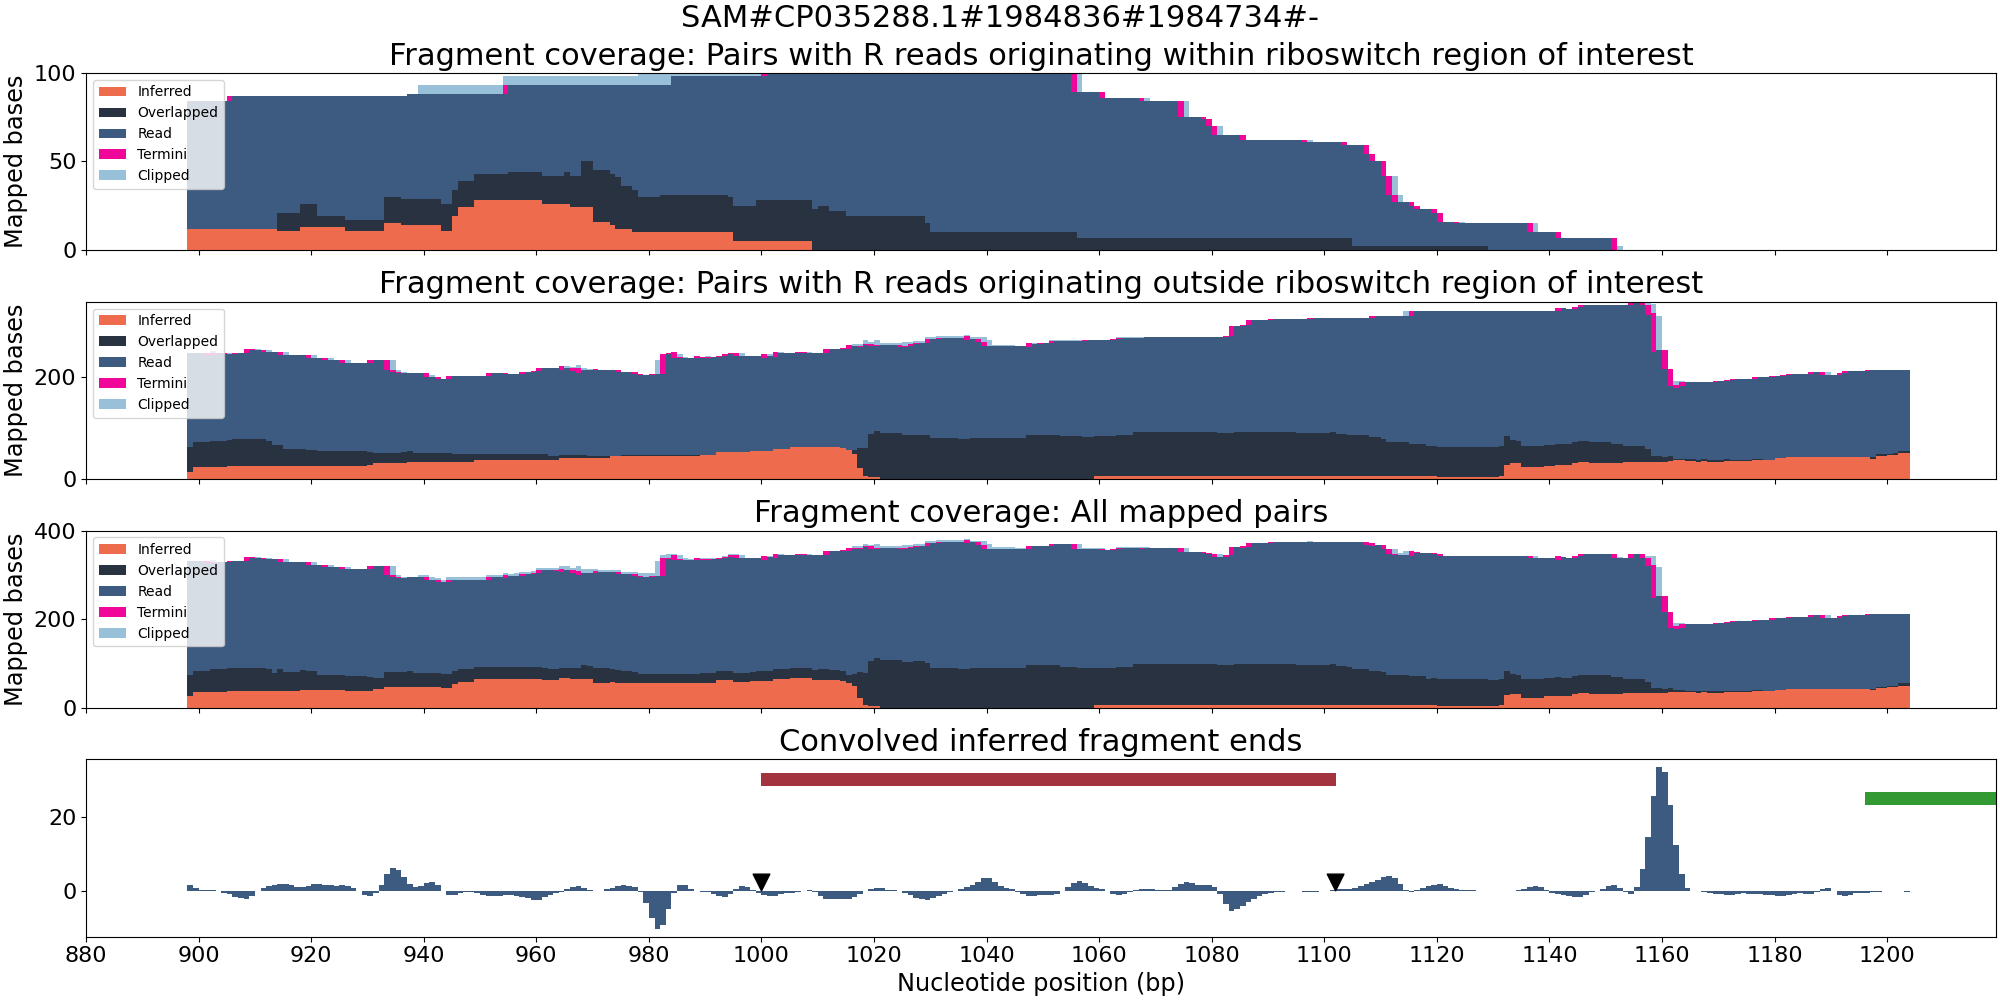 SAM#CP035288.1#1984836#1984734#-
Fragment coverage: Pairs with R reads originating within riboswitch region of interest
Mapped bases
100
50
0
Inferred
Overlapped
Read
Termini
Clipped
Fragment coverage: Pairs with R reads originating outside riboswitch region of interest
Mapped bases
200
0
Inferred
Overlapped
Read
Termini
Clipped
Fragment coverage: All mapped pairs
Mapped bases
400
200
0
Inferred
Overlapped
Read
Termini
Clipped
Convolved inferred fragment ends
20
0
880 900 920 940 960 980 1000 1020 1040 1060 1080 1100 1120 1140 1160 1180 1200
Nucleotide position (bp)